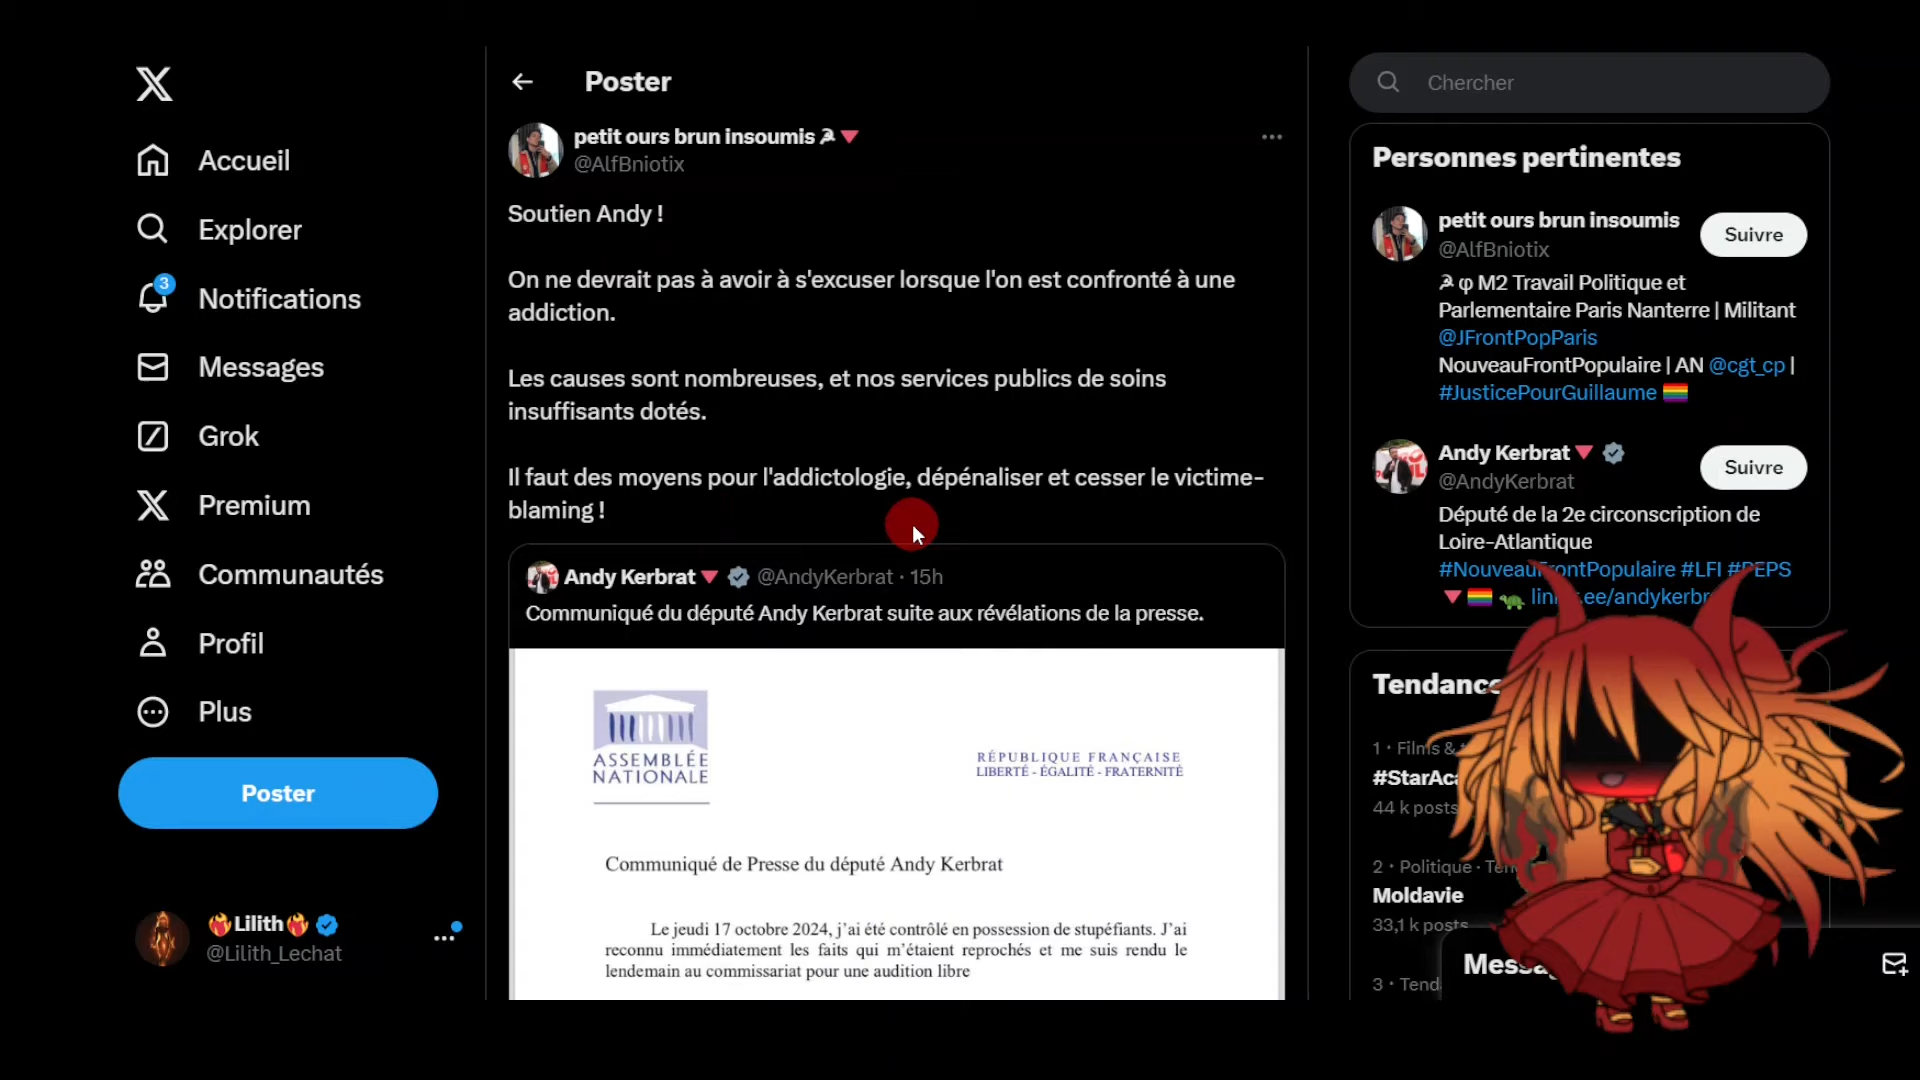 Accueil
Explorer
3
Notifications
Messages
Grok
Premium
Communautés
Profil
Plus
Poster
Lilith
@Lilith_Lechat
Poster
petit ours brun insoumis
@AlfBniotix
Soutien Andy !
On ne devrait pas à avoir à s'excuser lorsque l'on est confronté à une
addiction.
Les causes sont nombreuses, et nos services publics de soins
insuffisants dotés.
Il faut des moyens pour l'addictologie, dépénaliser et cesser le victime-
blaming !
Andy Kerbrat @AndyKerbrat · 15h
Communiqué du député Andy Kerbrat suite aux révélations de la presse.
ASSEMBLÉE
NATIONALE
RÉPUBLIQUE FRANÇAISE
LIBERTÉ - ÉGALITÉ - FRATERNITÉ
Communiqué de Presse du député Andy Kerbrat
Le jeudi 17 octobre 2024, j'ai été contrôlé en possession de stupéfiants. J'ai
reconnu immédiatement les faits qui m'étaient reprochés et me suis rendu le
lendemain au commissariat pour une audition libre
Chercher
Personnes pertinentes
petit ours brun insoumis
@AlfBniotix
Suivre
☭ φ M2 Travail Politique et
Parlementaire Paris Nanterre | Militant
@JFrontPopParis
NouveauFrontPopulaire | AN @cgt_cp |
#JusticePourGuillaume
Andy Kerbrat
@AndyKerbrat
Suivre
Député de la 2e circonscription de
Loire-Atlantique
#NouveauFrontPopulaire #LFI #PEPS
1 · Films &
44 k posts
2 · Politique ·
Moldavie
33,1 k posts
3 ·